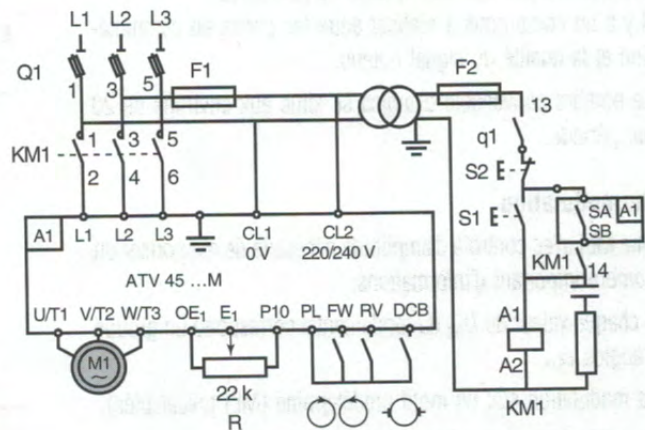 L1 L2 L3
Q1
1
3
5
F1
F2
13
q1
S2
KM1
1 3 5
2 4 6
S1
SA
SB
A1
KM1
14
A1
L1 L2 L3
CL1
CL2
0 V
220/240 V
ATV 45 ...M
U/T1 V/T2 W/T3
OE1 E1 P10
PL FW RV DCB
M1
~
22 k
R
A1
A2
KM1